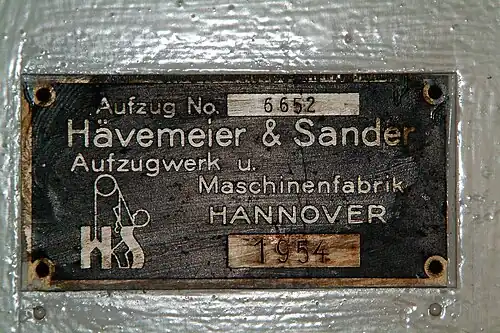 Aufzug No. 6652
Hävemeier & Sander
Aufzugwerk u.
Maschinenfabrik
HANNOVER
HS
1954